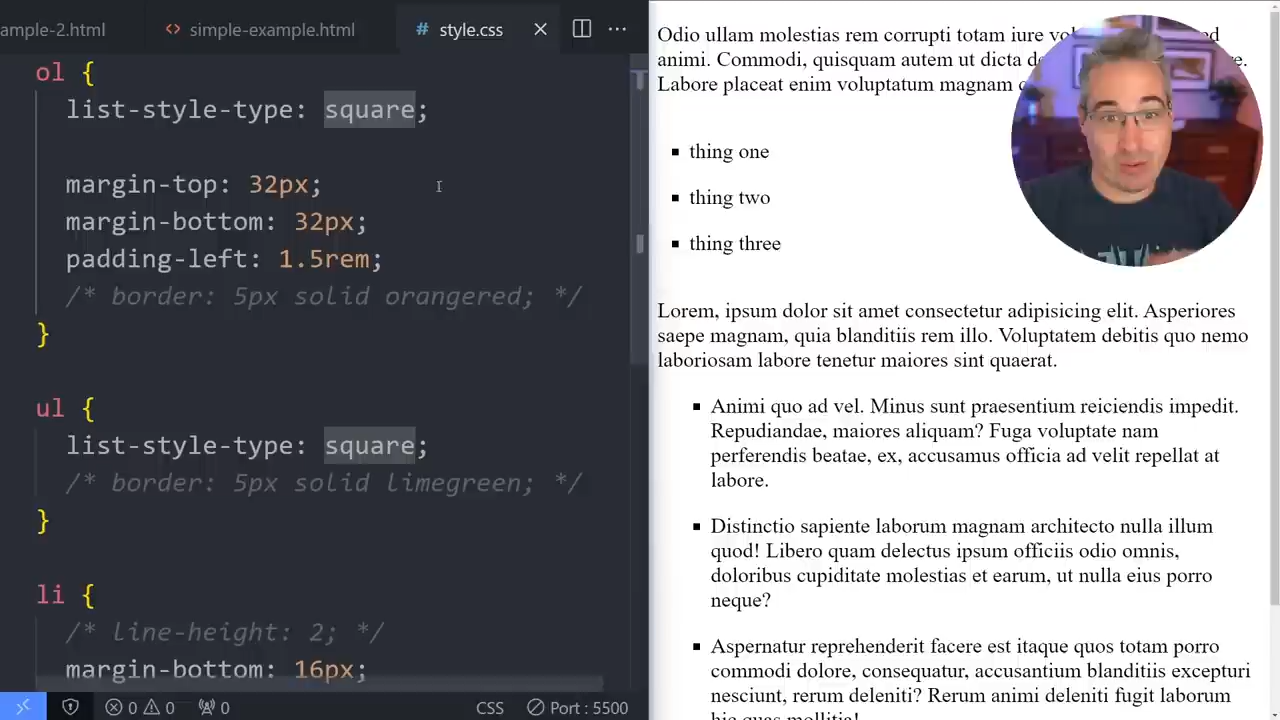 ample-2.html
<> simple-example.html
# style.css
ol {
list-style-type: square;
margin-top: 32px;
margin-bottom: 32px;
padding-left: 1.5rem;
/* border: 5px solid orangered; */
}
ul {
list-style-type: square;
/* border: 5px solid limegreen; */
}
li {
/* line-height: 2; */
margin-bottom: 16px;
0 0 0
CSS
Port : 5500
Odio ullam molestias rem corrupti totam iure
animi. Commodi, quisquam autem ut dicta
Labore placeat enim voluptatum magnam
thing one
thing two
thing three
Lorem, ipsum dolor sit amet consectetur adipisicing elit. Asperiores
saepe magnam, quia blanditiis rem illo. Voluptatem debitis quo nemo
laboriosam labore tenetur maiores sint quaerat.
Animi quo ad vel. Minus sunt praesentium reiciendis impedit.
Repudiandae, maiores aliquam? Fuga voluptate nam
perferendis beatae, ex, accusamus officia ad velit repellat at
labore.
Distinctio sapiente laborum magnam architecto nulla illum
quod! Libero quam delectus ipsum officiis odio omnis,
doloribus cupiditate molestias et earum, ut nulla eius porro
neque?
Aspernatur reprehenderit facere est itaque quos totam porro
commodi dolore, consequatur, accusantium blanditiis excepturi
nesciunt, rerum deleniti? Rerum animi deleniti fugit laborum
hic quas mollitia!